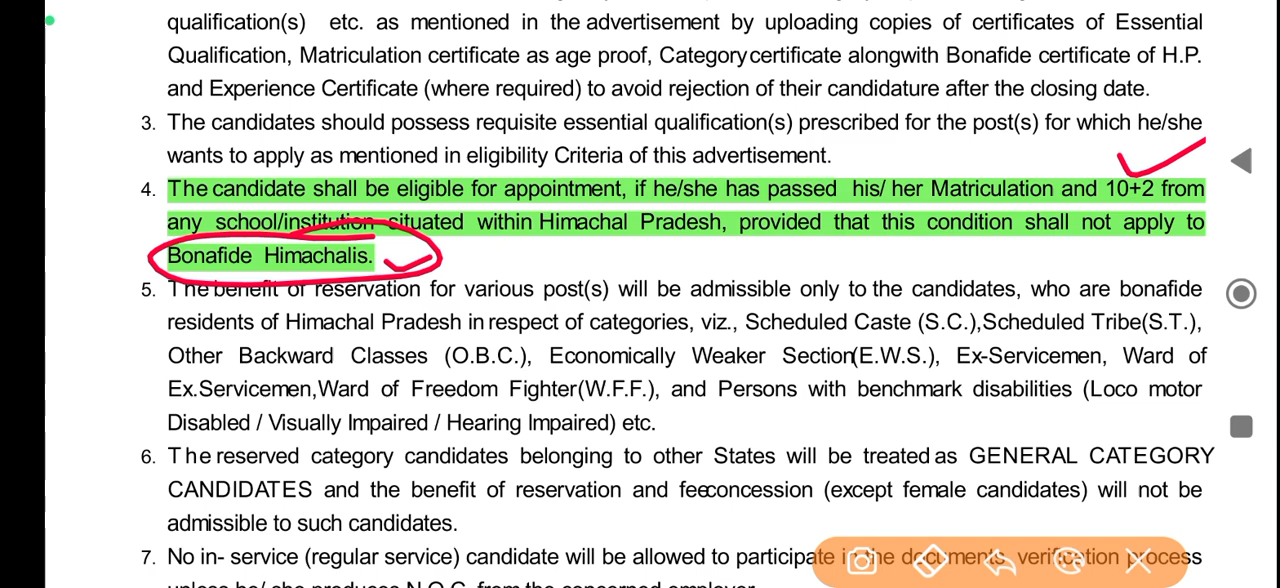 qualification(s) etc. as mentioned in the advertisement by uploading copies of certificates of Essential
Qualification, Matriculation certificate as age proof, Category certificate alongwith Bonafide certificate of H.P.
and Experience Certificate (where required) to avoid rejection of their candidature after the closing date.
3. The candidates should possess requisite essential qualification(s) prescribed for the post(s) for which he/she
wants to apply as mentioned in eligibility Criteria of this advertisement.
4. The candidate shall be eligible for appointment, if he/she has passed his/ her Matriculation and 10+2 from
any school/institution situated within Himachal Pradesh, provided that this condition shall not apply to
Bonafide Himachalis.
5. The benefit of reservation for various post(s) will be admissible only to the candidates, who are bonafide
residents of Himachal Pradesh in respect of categories, viz., Scheduled Caste (S.C.),Scheduled Tribe(S.T.),
Other Backward Classes (O.B.C.), Economically Weaker Section(E.W.S.), Ex-Servicemen, Ward of
Ex.Servicemen,Ward of Freedom Fighter(W.F.F.), and Persons with benchmark disabilities (Loco motor
Disabled / Visually Impaired / Hearing Impaired) etc.
6. The reserved category candidates belonging to other States will be treated as GENERAL CATEGORY
CANDIDATES and the benefit of reservation and feeconcession (except female candidates) will not be
admissible to such candidates.
7. No in- service (regular service) candidate will be allowed to participate in the documents verification process
unless he/ she produces N.O.C. from the concerned employer.